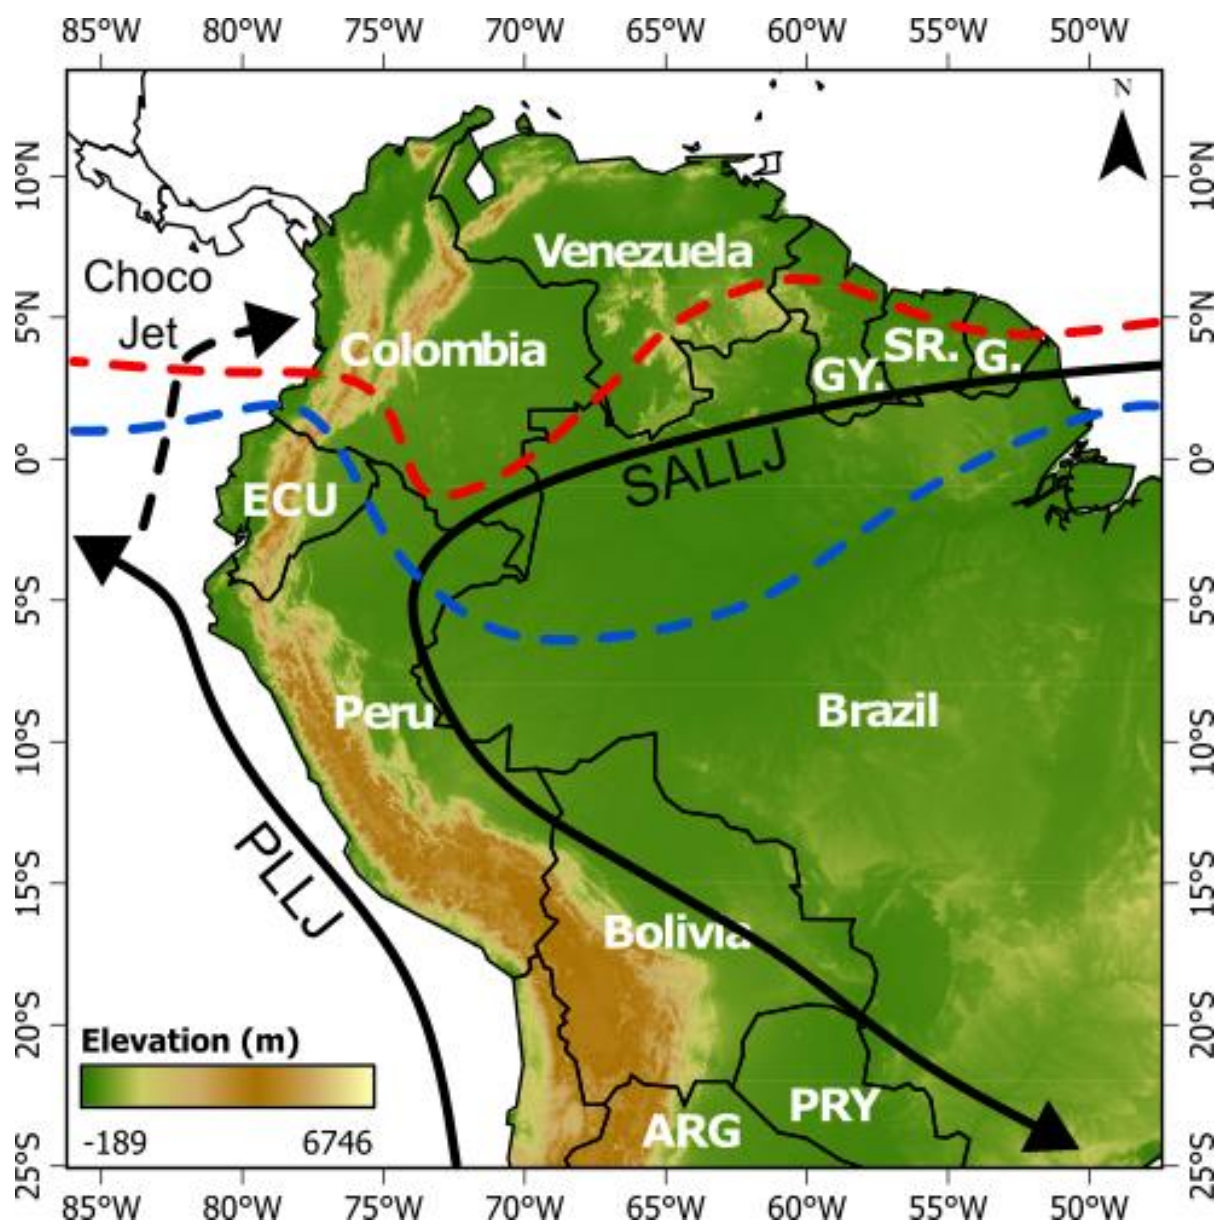 85°W 80°W 75°W 70°W 65°W 60°W 55°W 50°W
N
10°N 10°N
Choco
Jet
Venezuela
5°N 5°N
Colombia
SR.
G.
GY.
0° 0°
SALLJ
ECU
5°S 5°S
Peru
Brazil
10°S 10°S
PLLJ
15°S 15°S
Bolivia
20°S 20°S
Elevation (m)
-189 6746
PRY
ARG
25°S 25°S
85°W 80°W 75°W 70°W 65°W 60°W 55°W 50°W